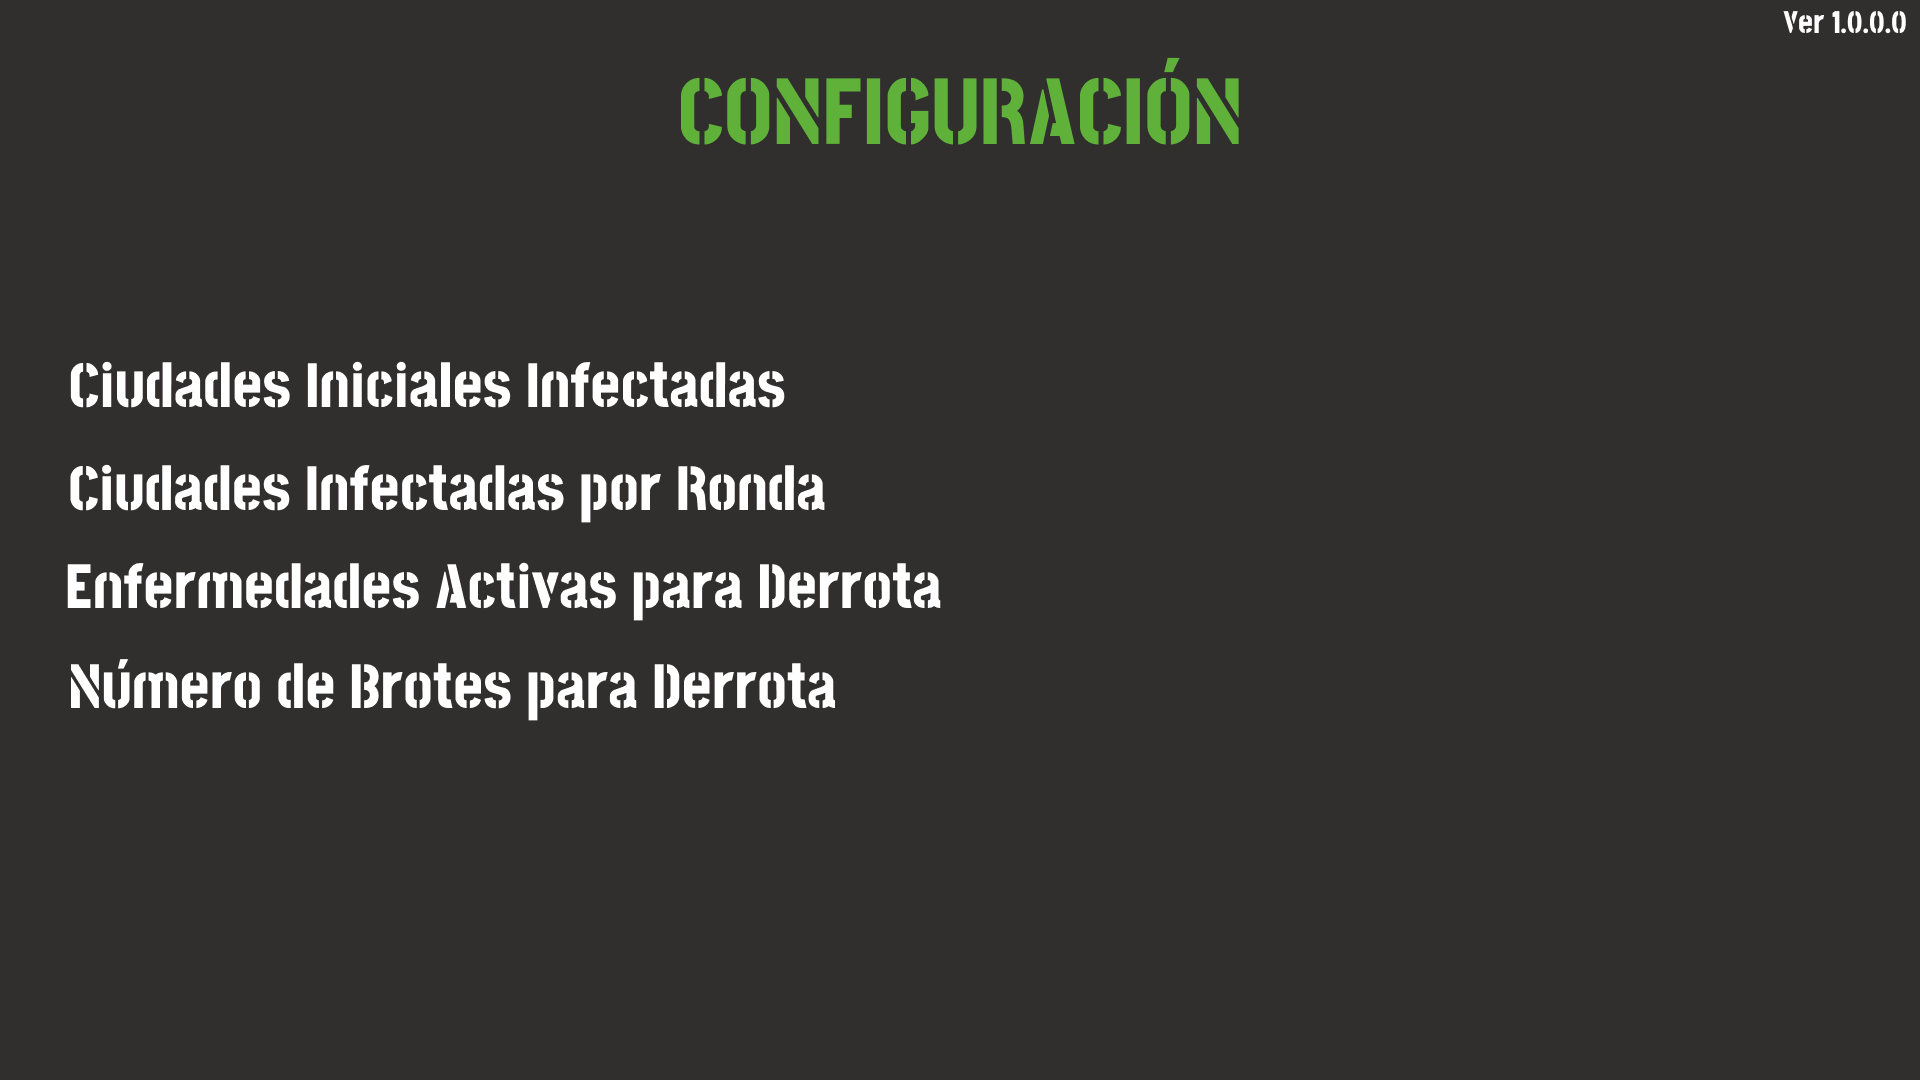 Ver 1.0.0.0
CONFIGURACIÓN
Ciudades Iniciales Infectadas
Ciudades Infectadas por Ronda
Enfermedades Activas para Derrota
Número de Brotes para Derrota